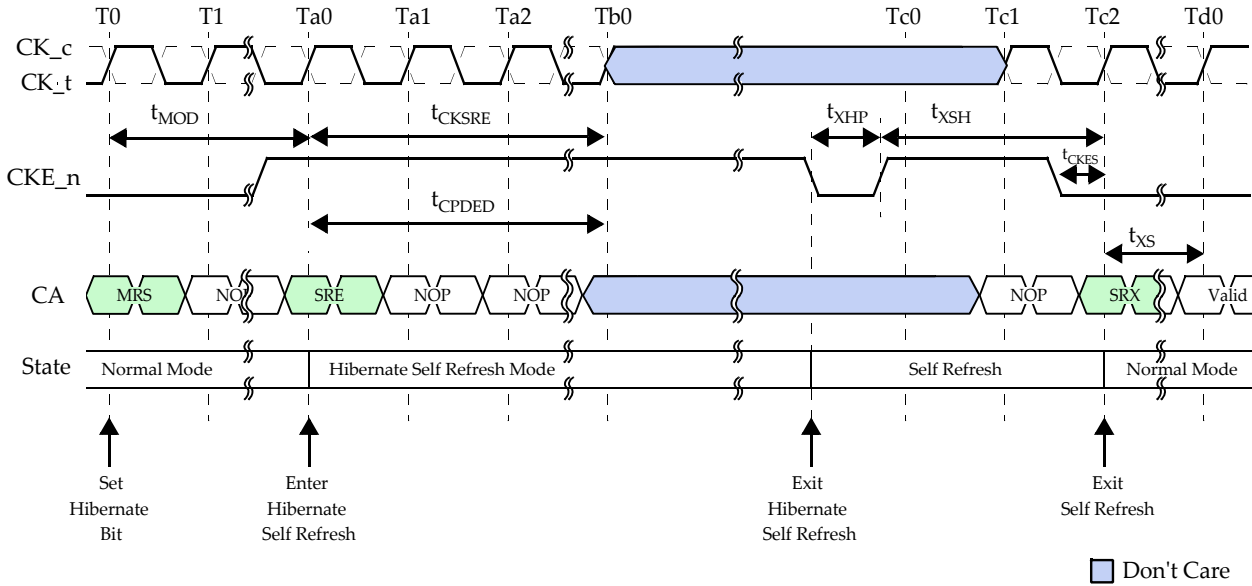 T0 T1 Ta0 Ta1 Ta2 Tb0 Tc0 Tc1 Tc2 Td0
CK_c
CK_t
tMOD tCKSRE tXHP tXSH
tCKES
CKE_n
tCPDED
tXS
CA MRS NOP SRE NOP NOP NOP SRX Valid
State Normal Mode Hibernate Self Refresh Mode Self Refresh Normal Mode
Set
Hibernate
Bit
Enter
Hibernate
Self Refresh
Exit
Hibernate
Self Refresh
Exit
Self Refresh
Don't Care